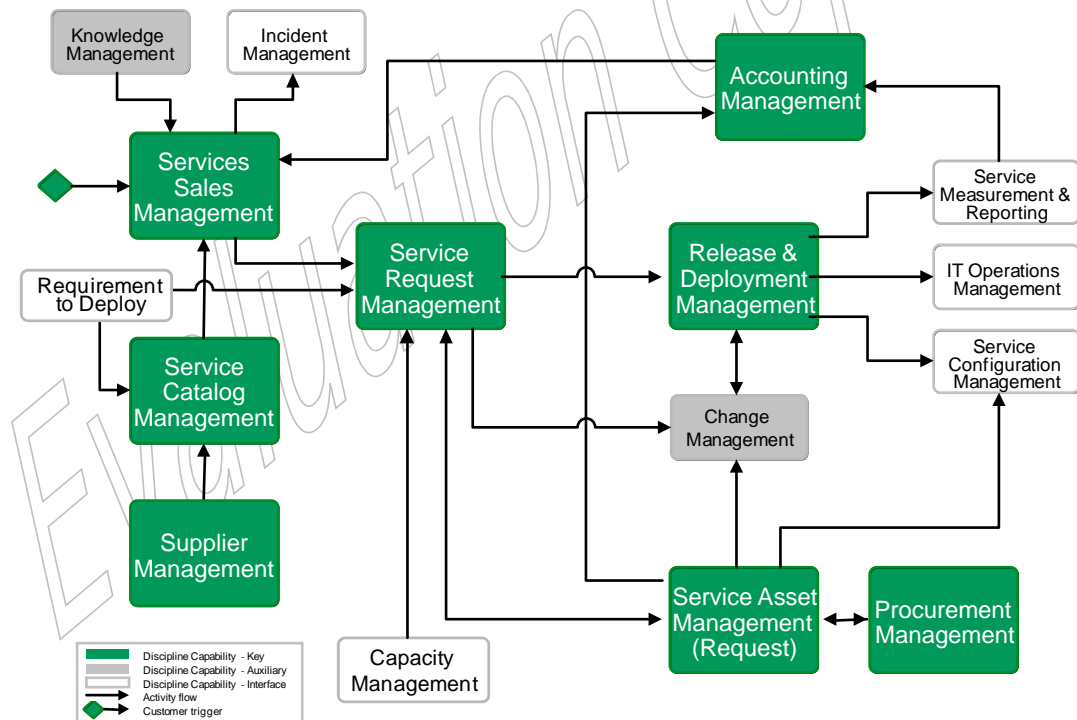 Knowledge
Management
Incident
Management
Accounting
Management
Services
Sales
Management
Service
Measurement &
Reporting
Service
Request
Management
Release &
Deployment
Management
IT Operations
Management
Requirement
to Deploy
Service
Catalog
Management
Service
Configuration
Management
Change
Management
Supplier
Management
Service Asset
Management
(Request)
Procurement
Management
Capacity
Management
Discipline Capability - Key
Discipline Capability - Auxiliary
Discipline Capability - Interface
Activity flow
Customer trigger
Evaluation